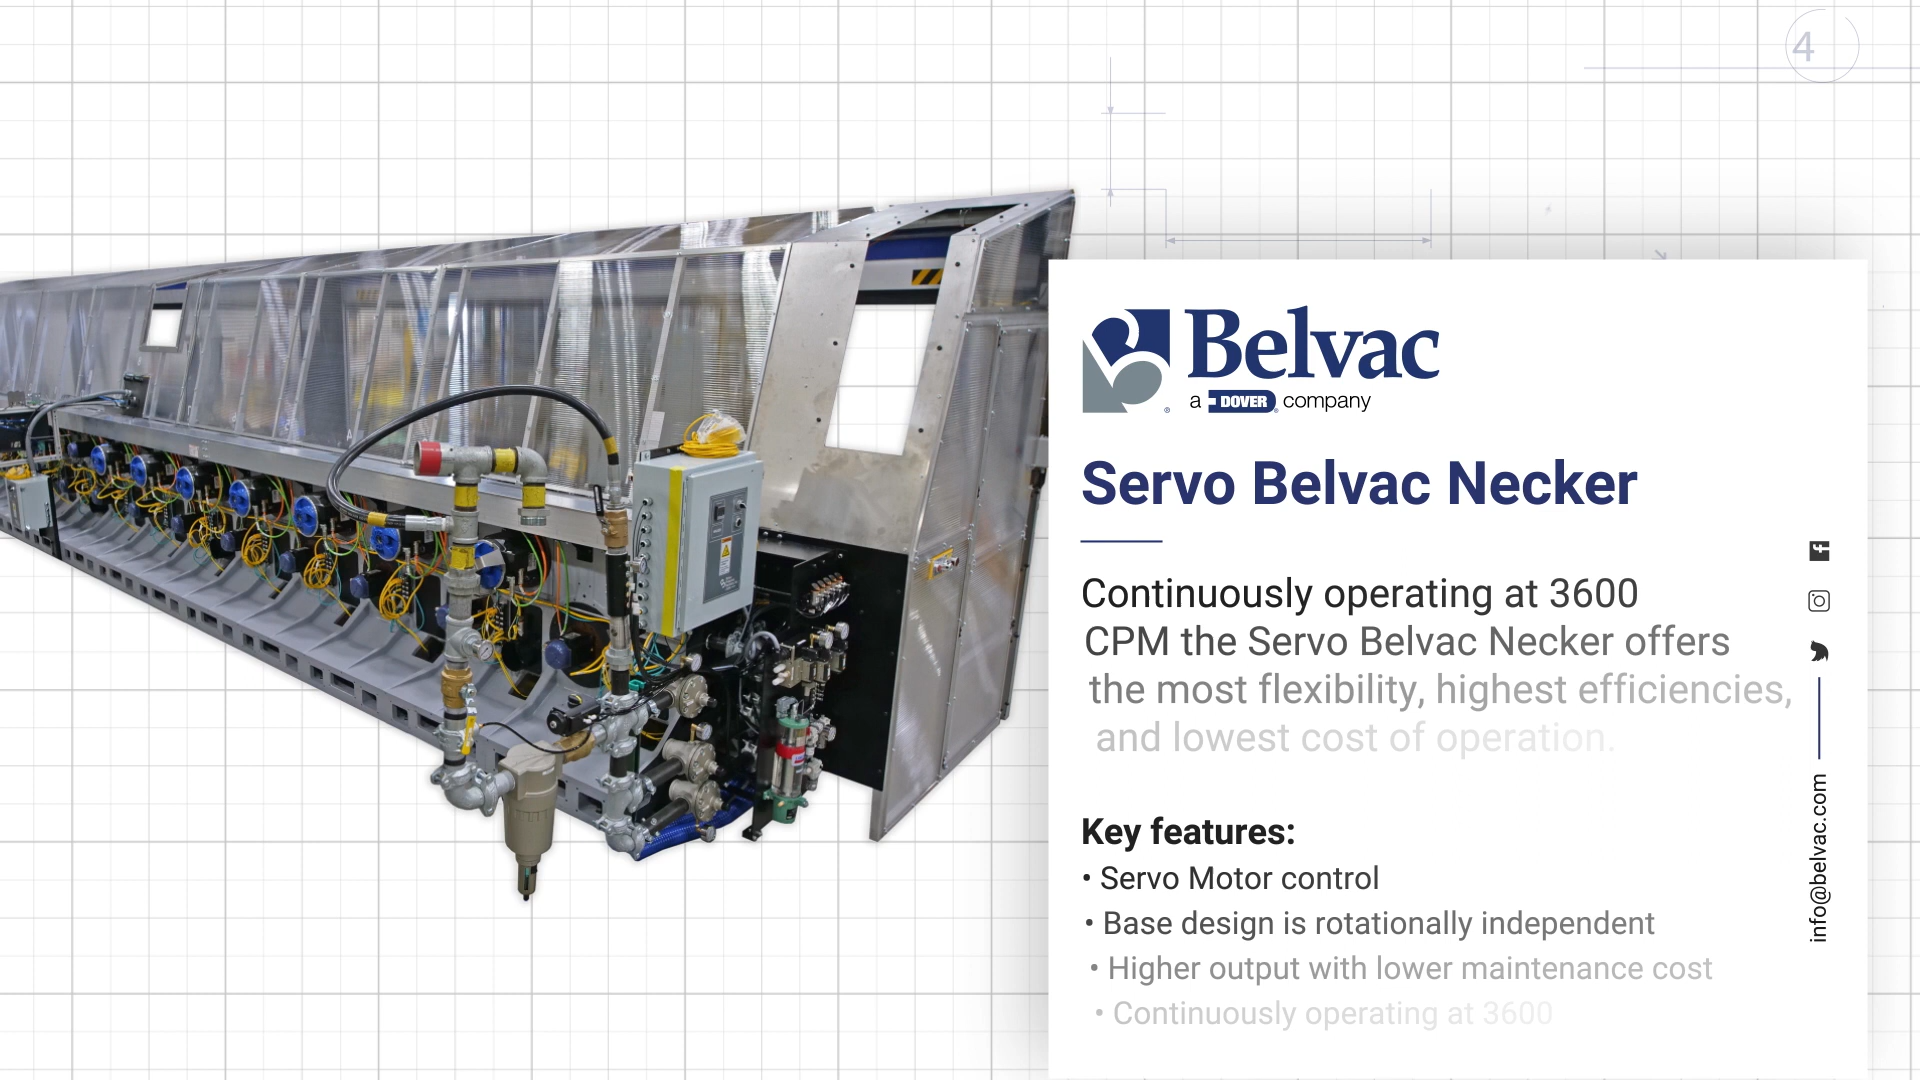 4
Belvac
a DOVER company
Servo Belvac Necker
Continuously operating at 3600
CPM the Servo Belvac Necker offers
the most flexibility, highest efficiencies,
and lowest cost of operation.
Key features:
• Servo Motor control
• Base design is rotationally independent
• Higher output with lower maintenance cost
• Continuously operating at 3600
info@belvac.com